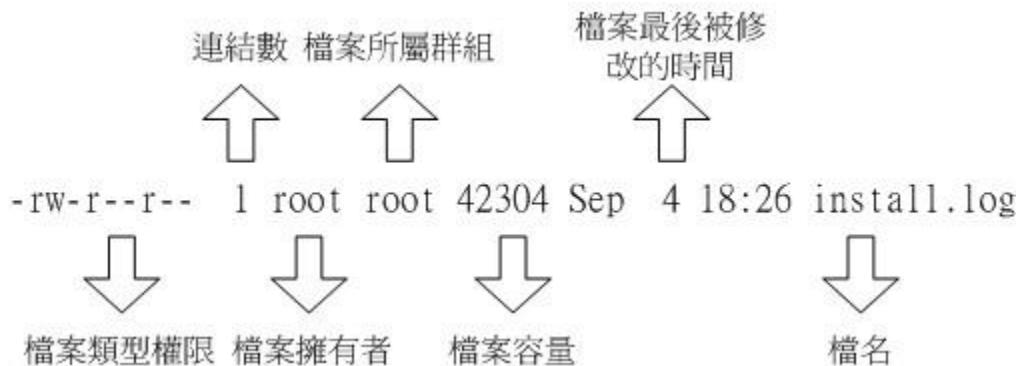 連結數 檔案所屬群組
檔案最後被修
改的時間
-rw-r--r-- 1 root root 42304 Sep 4 18:26 install.log
檔案類型權限 檔案擁有者 檔案容量 檔名